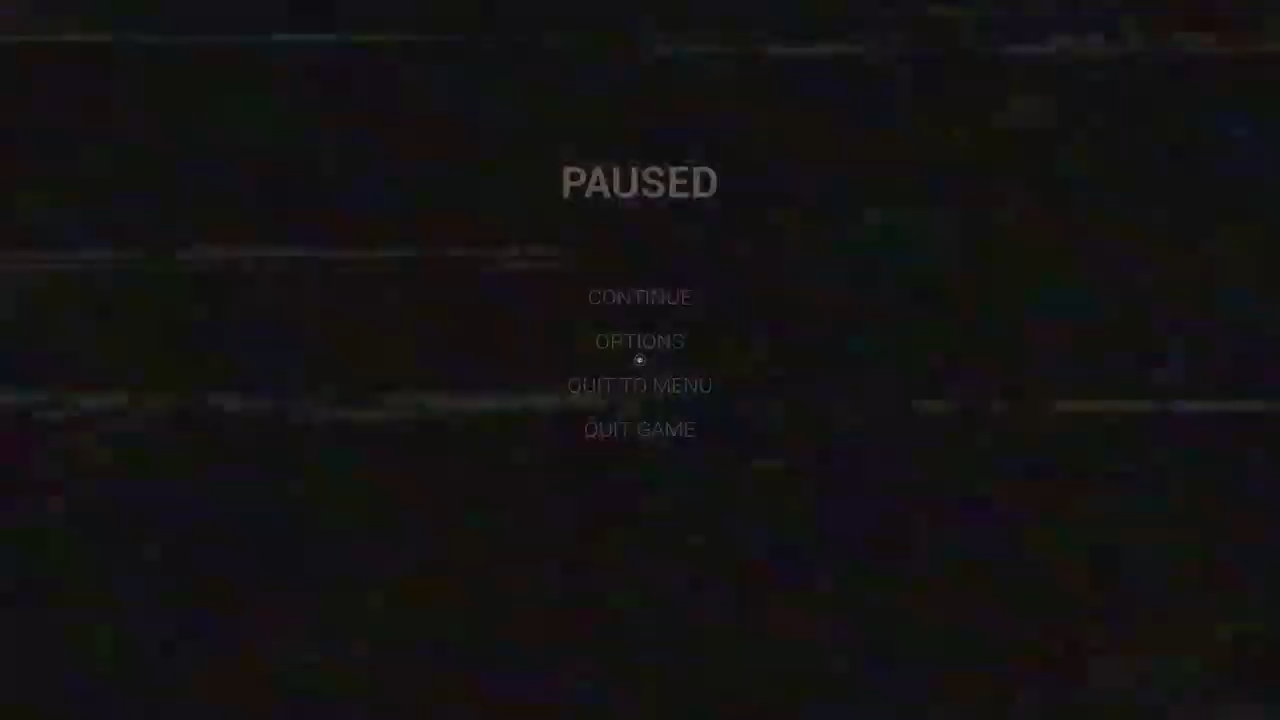 PAUSED
CONTINUE
OPTIONS
QUIT TO MENU
QUIT GAME